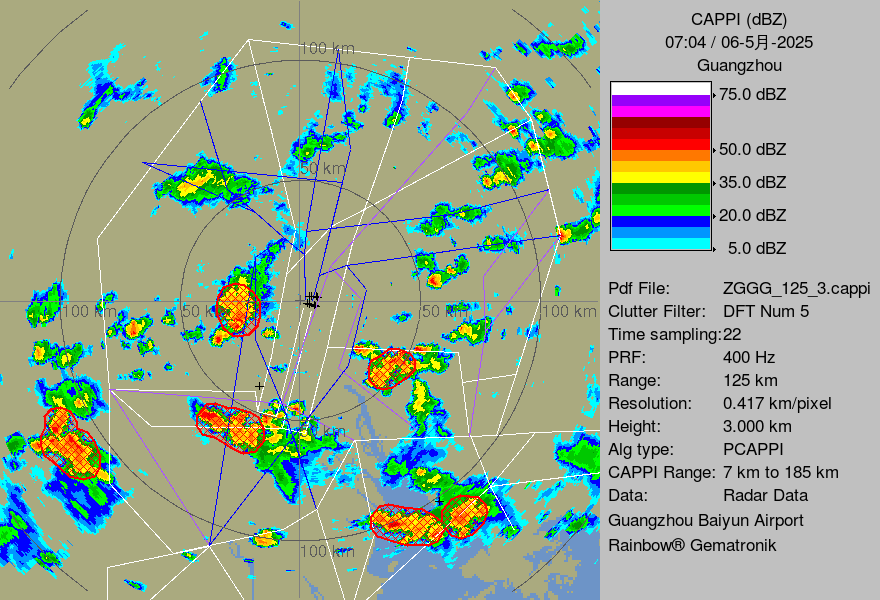 100 km
50 km
100 km
50 km
50 km
100 km
50 km
100 km
CAPPI (dBZ)
07:04 / 06-5月-2025
Guangzhou
75.0 dBZ
50.0 dBZ
35.0 dBZ
20.0 dBZ
5.0 dBZ
Pdf File: ZGGG_125_3.cappi
Clutter Filter: DFT Num 5
Time sampling:22
PRF: 400 Hz
Range: 125 km
Resolution: 0.417 km/pixel
Height: 3.000 km
Alg type: PCAPPI
CAPPI Range: 7 km to 185 km
Data: Radar Data
Guangzhou Baiyun Airport
Rainbow® Gematronik